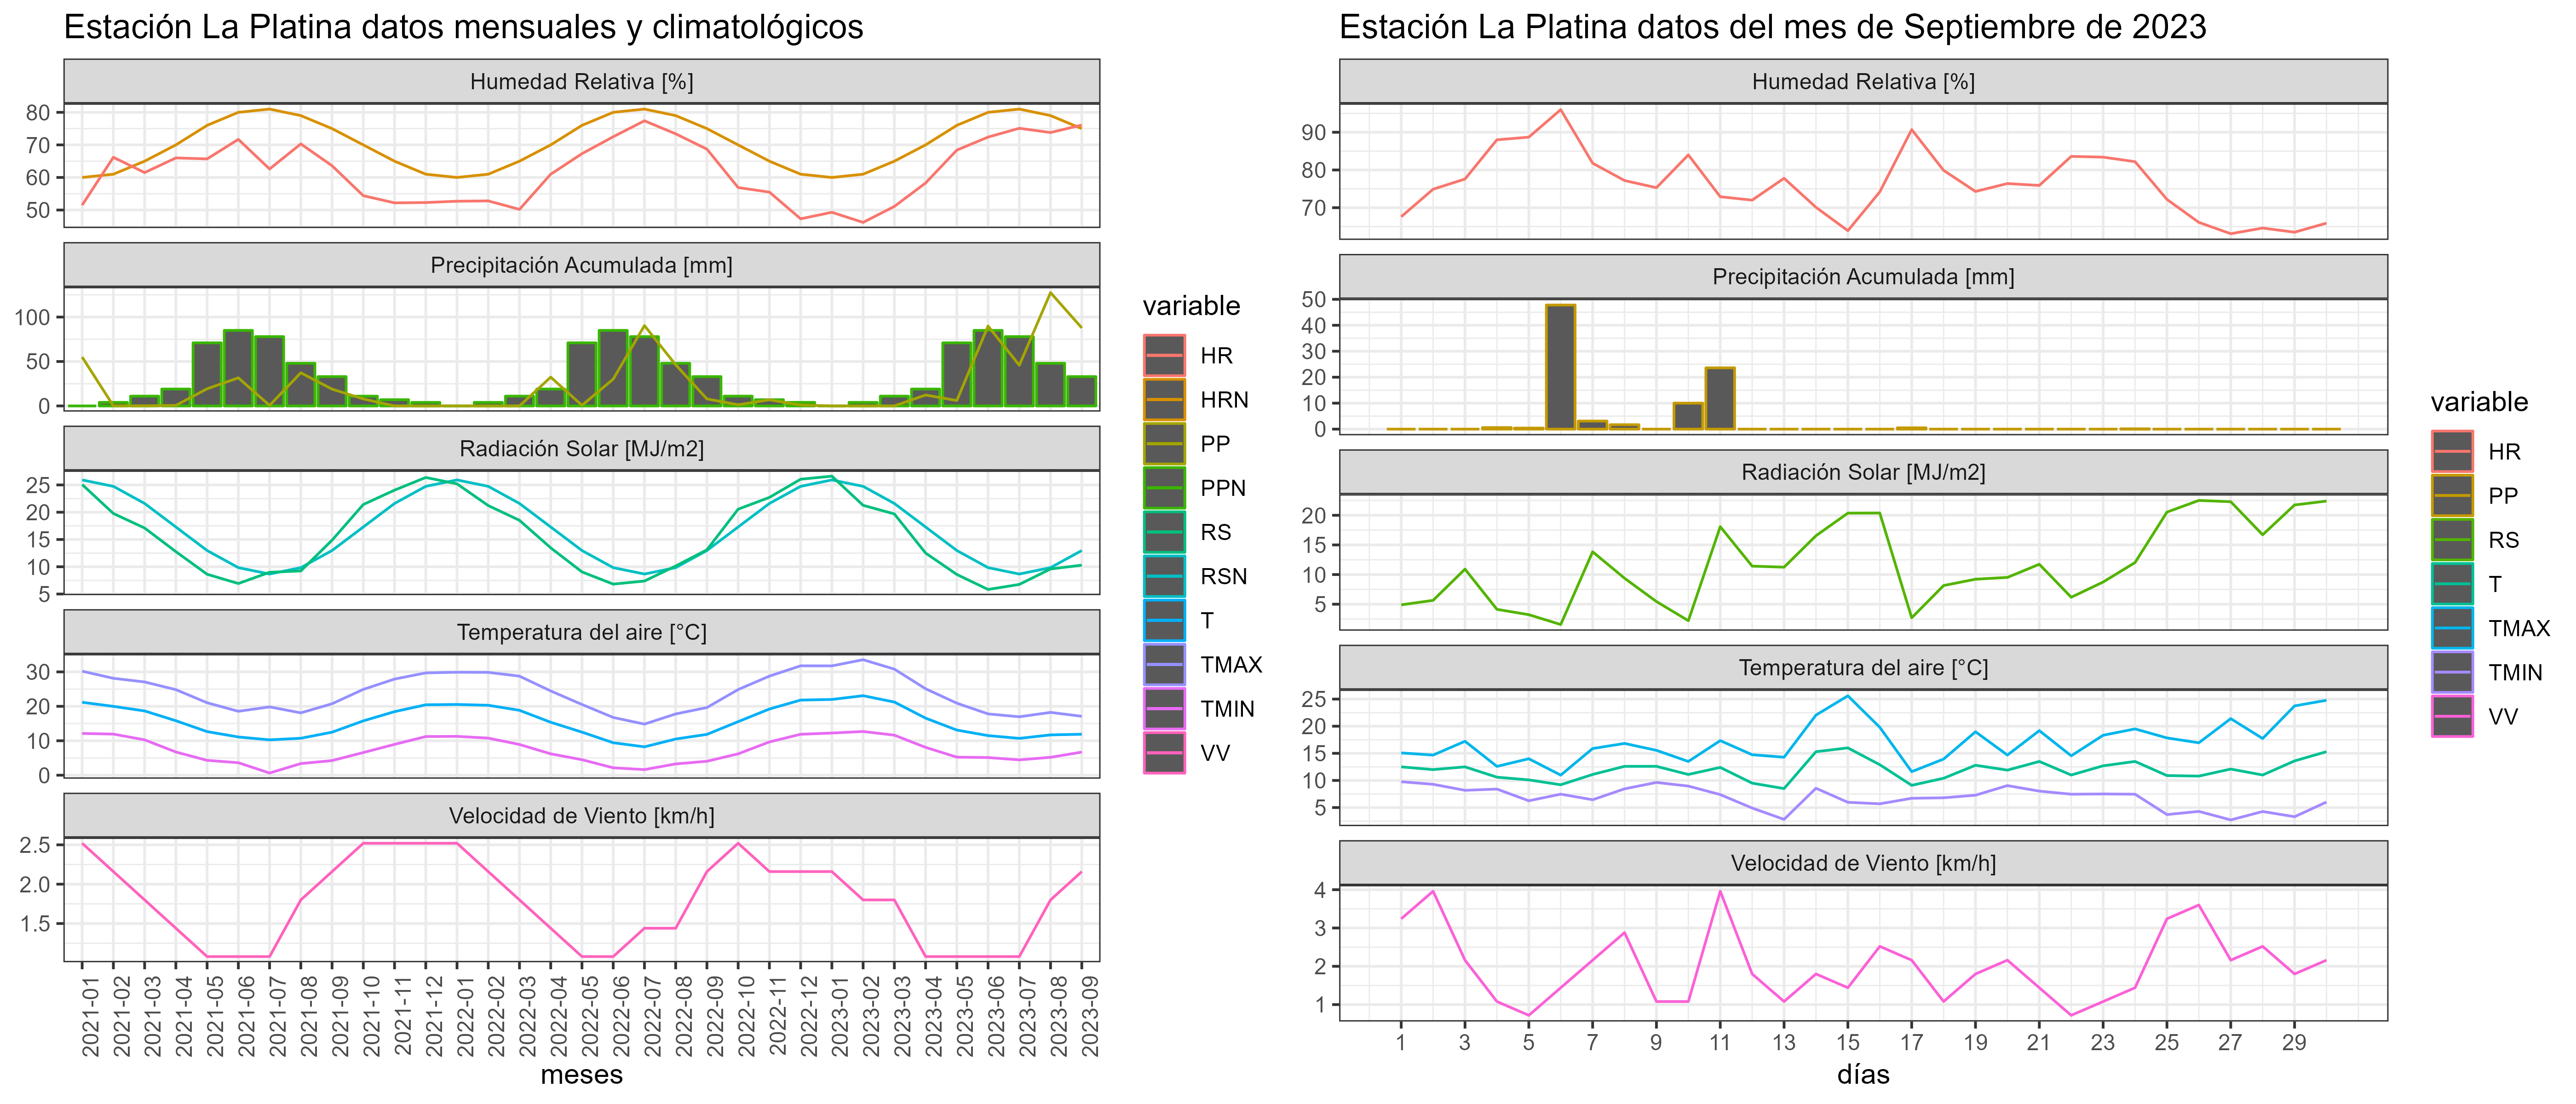 Estación La Platina datos mensuales y climatológicos
Humedad Relativa [%]
80
70
60
50
Precipitación Acumulada [mm]
100
50
0
Radiación Solar [MJ/m2]
25
20
15
10
5
Temperatura del aire [°C]
30
20
10
0
Velocidad de Viento [km/h]
2.5
2.0
1.5
2021-01
2021-02
2021-03
2021-04
2021-05
2021-06
2021-07
2021-08
2021-09
2021-10
2021-11
2021-12
2022-01
2022-02
2022-03
2022-04
2022-05
2022-06
2022-07
2022-08
2022-09
2022-10
2022-11
2022-12
2023-01
2023-02
2023-03
2023-04
2023-05
2023-06
2023-07
2023-08
2023-09
meses
variable
HR
HRN
PP
PPN
RS
RSN
T
TMAX
TMIN
VV
Estación La Platina datos del mes de Septiembre de 2023
Humedad Relativa [%]
90
80
70
Precipitación Acumulada [mm]
50
40
30
20
10
0
Radiación Solar [MJ/m2]
20
15
10
5
Temperatura del aire [°C]
25
20
15
10
5
Velocidad de Viento [km/h]
4
3
2
1
1 3 5 7 9 11 13 15 17 19 21 23 25 27 29
días
variable
HR
PP
RS
T
TMAX
TMIN
VV